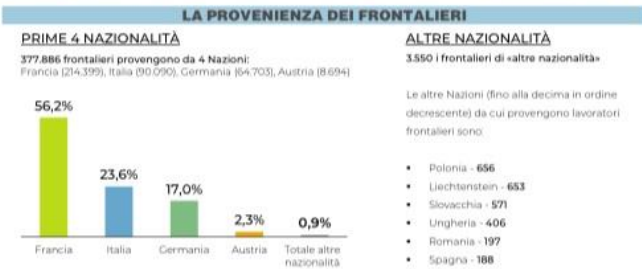 LA PROVENIENZA DEI FRONTALIERI
PRIME 4 NAZIONALITÀ
377.886 frontalieri provengono da 4 Nazioni:
Francia (214.399), Italia (90.090), Germania (64.703), Austria (8.694)
56,2%
23,6%
17,0%
2,3%
0,9%
Francia
Italia
Germania
Austria
Totale altre
nazionalità
ALTRE NAZIONALITÀ
3.550 i frontalieri di «altre nazionalità»
Le altre Nazioni (fino alla decima in ordine
decrescente) da cui provengono lavoratori
frontalieri sono:
• Polonia - 656
• Liechtenstein - 653
• Slovacchia - 571
• Ungheria - 406
• Romania - 197
• Spagna - 188